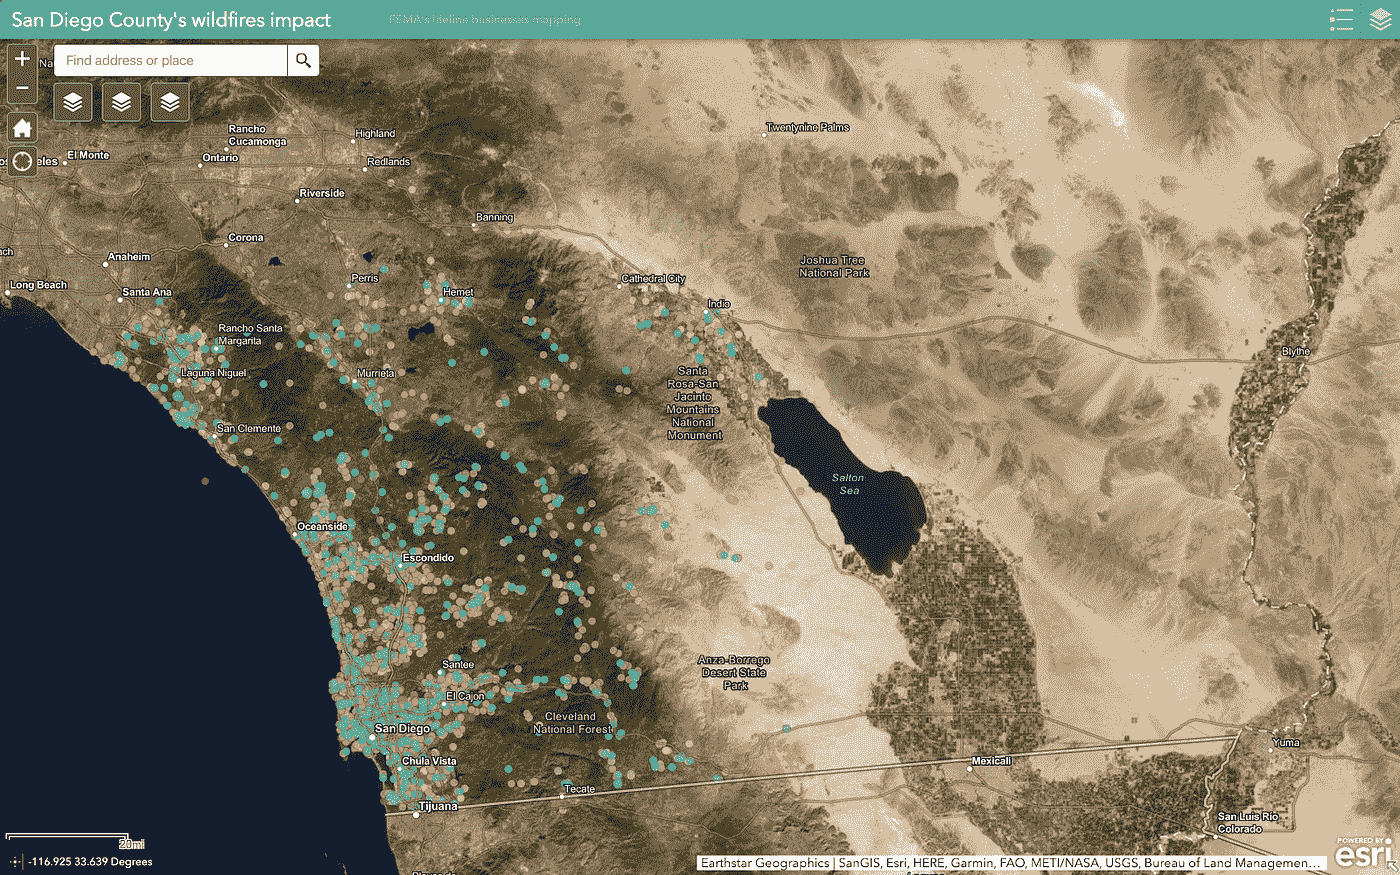 San Diego County's wildfires impact
FEMA's lifeline businesses mapping
Find address or place
Na
Rancho
Cucamonga
Highland
El Monte
Ontario
Redlands
Twentynine Palms
eles
Riverside
Banning
Corona
Anaheim
ach
Joshua Tree
National Park
Perris
Cathedral City
Long Beach
Santa Ana
Hemet
Indio
Rancho Santa
Margarita
Blythe
Laguna Niguel
Murrieta
Santa
Rosa-San
Jacinto
Mountains
National
Monument
San Clemente
Salton
Sea
Oceanside
Escondido
Santee
Anza-Borrego
Desert State
Park
El Cajon
Cleveland
National Forest
San Diego
Yuma
Chula Vista
Mexicali
Tecate
Tijuana
San Luis Rio
Colorado
20mi
-116.925 33.639 Degrees
Earthstar Geographics | SanGIS, Esri, HERE, Garmin, FAO, METI/NASA, USGS, Bureau of Land Managemen...
POWERED BY
esri